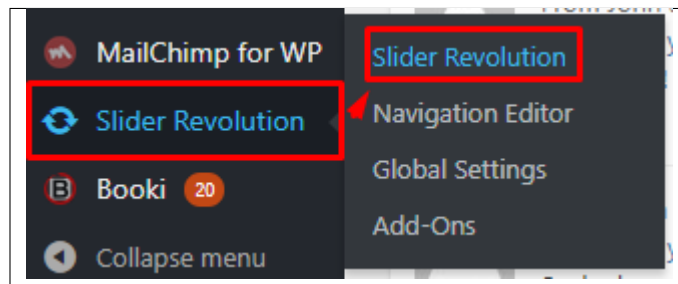 MailChimp for WP
Slider Revolution
Booki 20
Collapse menu
Slider Revolution
Navigation Editor
Global Settings
Add-Ons